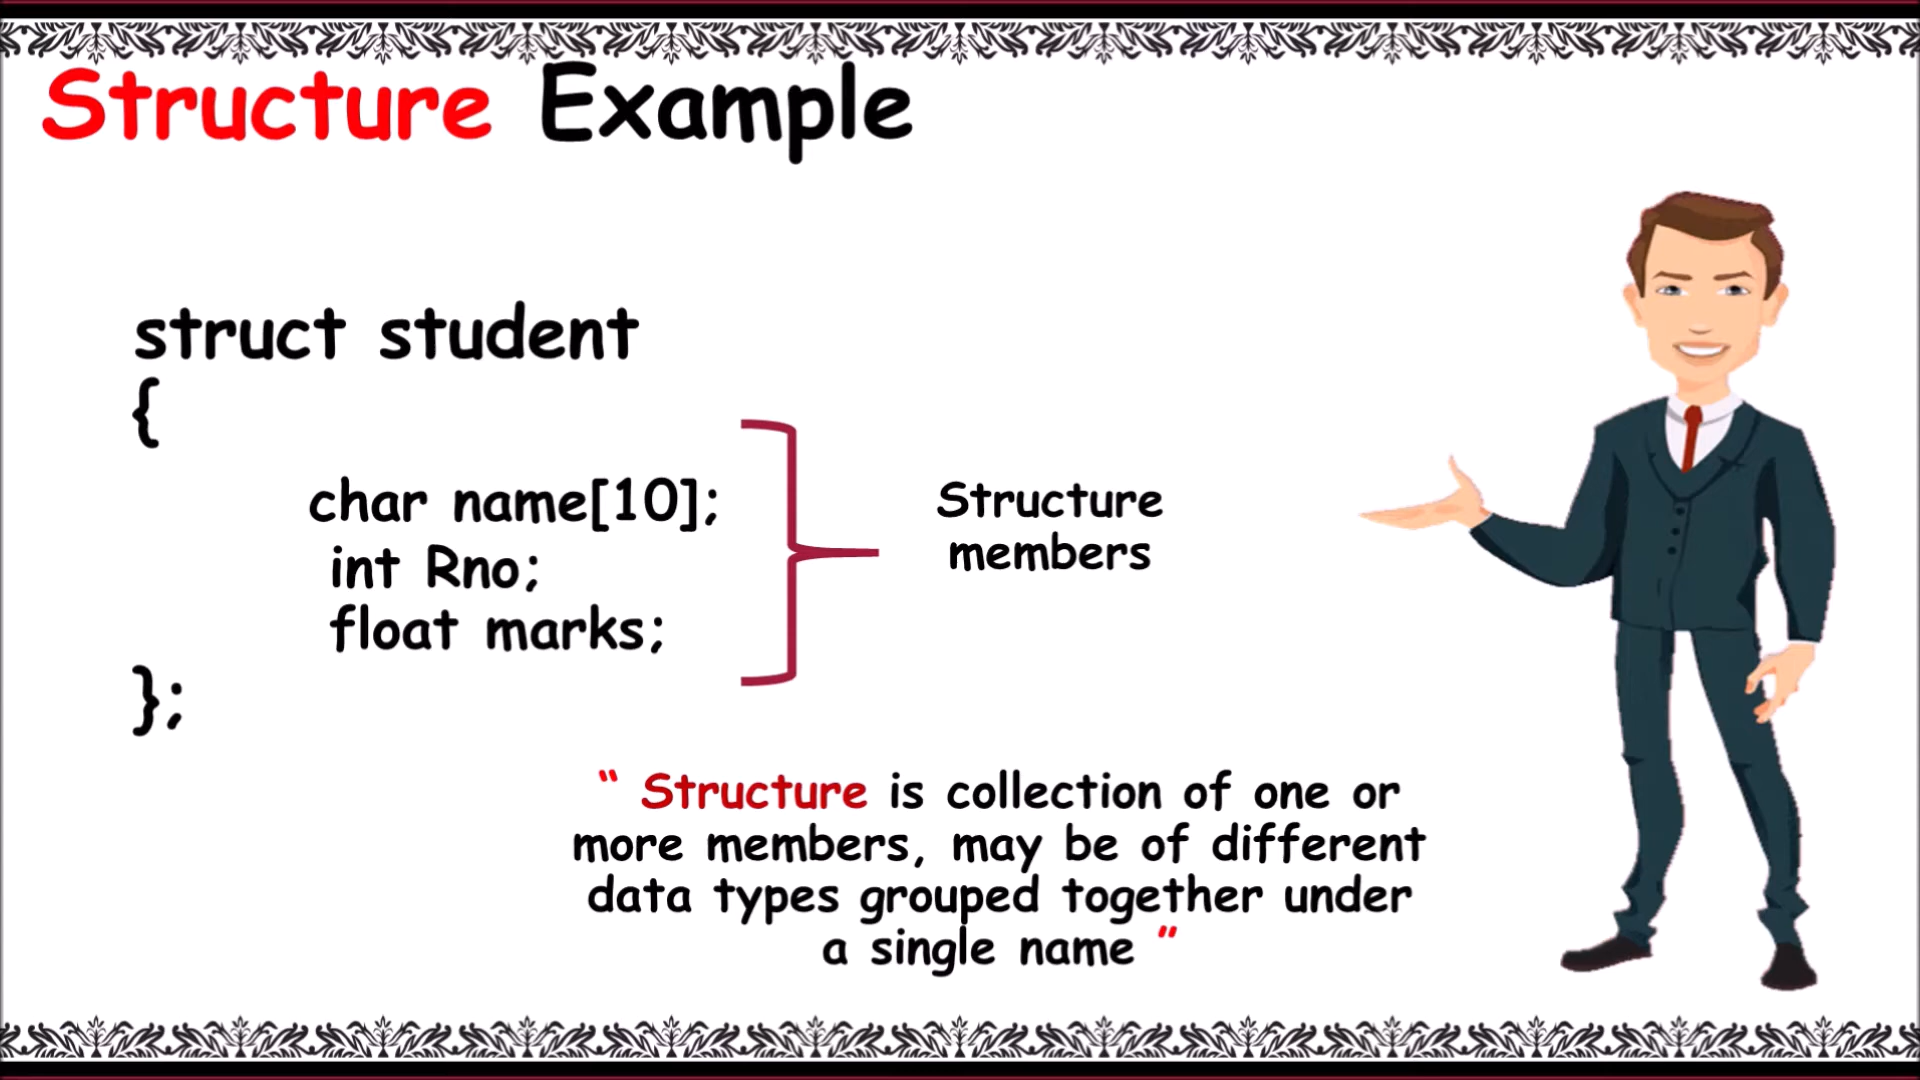 Structure Example
struct student
{
char name[10];
int Rno;
float marks;
};
Structure
members
“ Structure is collection of one or
more members, may be of different
data types grouped together under
a single name ”